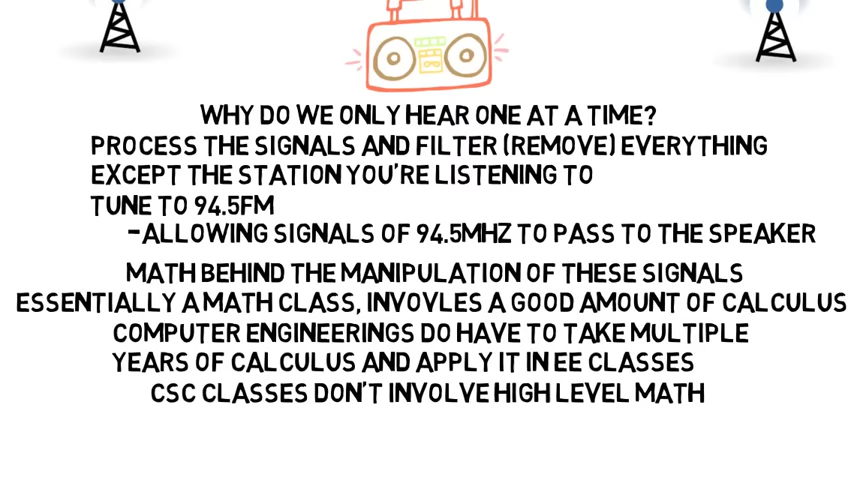 WHY DO WE ONLY HEAR ONE AT A TIME?
PROCESS THE SIGNALS AND FILTER (REMOVE) EVERYTHING
EXCEPT THE STATION YOU'RE LISTENING TO
TUNE TO 94.5FM
-ALLOWING SIGNALS OF 94.5MHZ TO PASS TO THE SPEAKER
MATH BEHIND THE MANIPULATION OF THESE SIGNALS
ESSENTIALLY A MATH CLASS, INVOVLES A GOOD AMOUNT OF CALCULUS
COMPUTER ENGINEERINGS DO HAVE TO TAKE MULTIPLE
YEARS OF CALCULUS AND APPLY IT IN EE CLASSES
CSC CLASSES DON'T INVOLVE HIGH LEVEL MATH